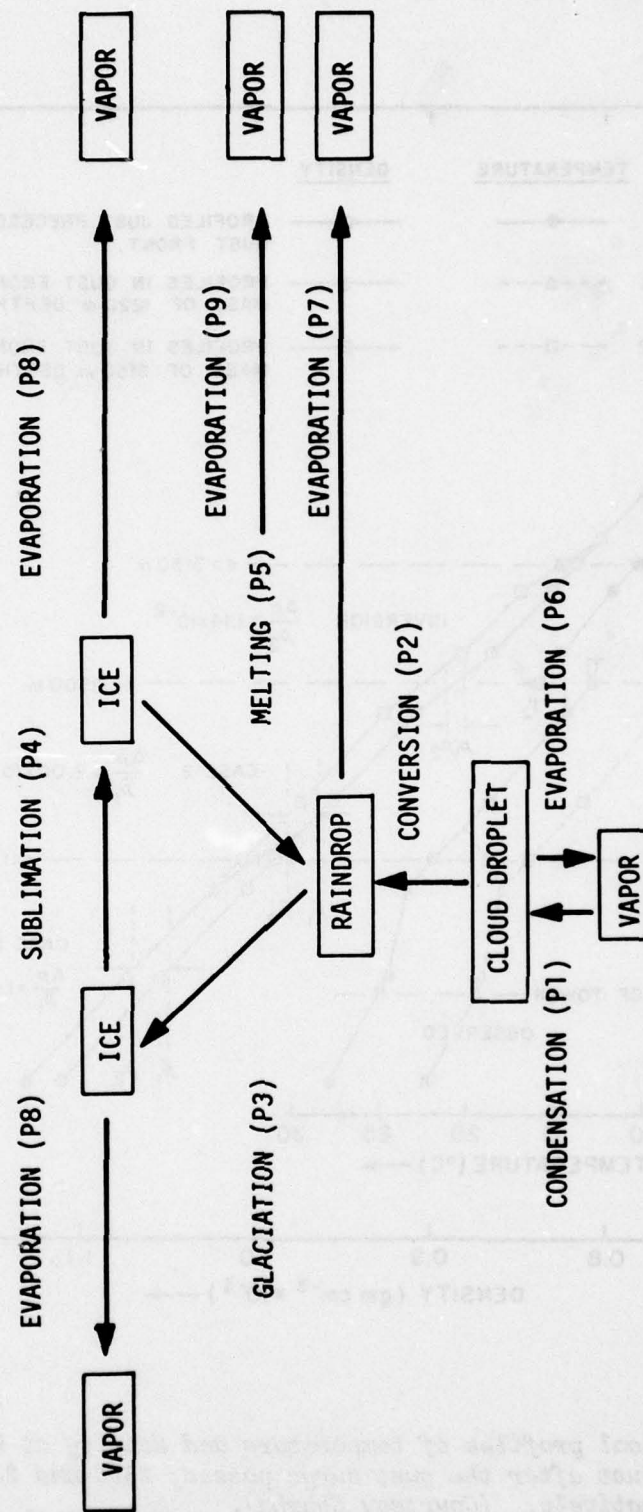 EVAPORATION (P8)
SUBLIMATION (P4)
EVAPORATION (P8)
VAPOR
ICE
ICE
VAPOR
EVAPORATION (P9)
GLACIATION (P3)
MELTING (P5)
VAPOR
EVAPORATION (P7)
RAINDROP
VAPOR
CONVERSION (P2)
CLOUD DROPLET
CONDENSATION (P1)
EVAPORATION (P6)
VAPOR